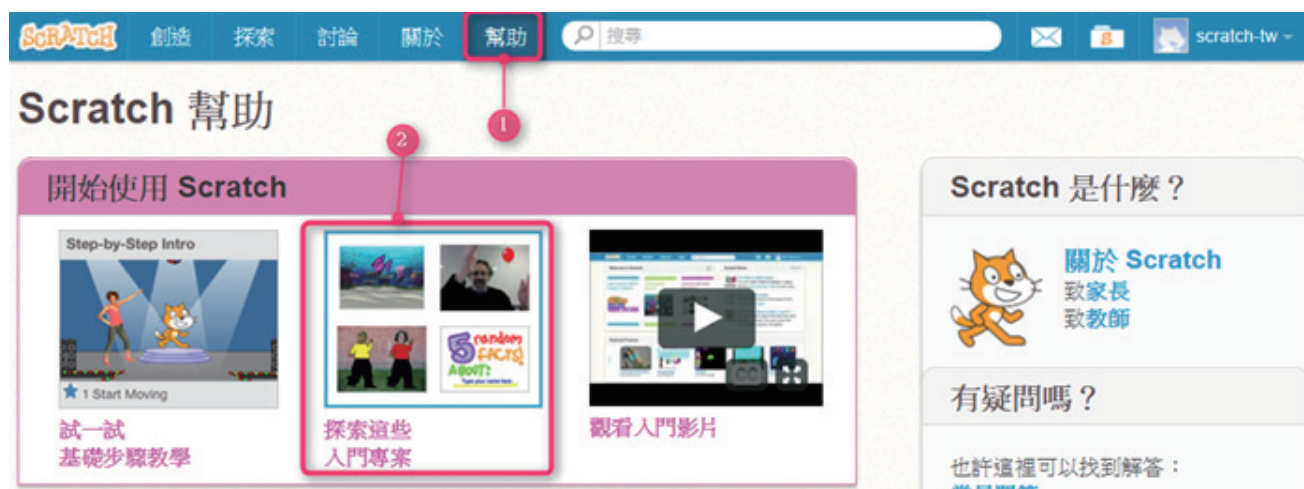 SCRATCH 創造 探索 討論 關於 幫助 搜尋 scratch-tw
1
Scratch 幫助
2
開始使用 Scratch
Step-by-Step Intro
1 Start Moving
試一試
基礎步驟教學
5 random
FACTS
ABOUT:
探索這些
入門專案
CC
觀看入門影片
Scratch 是什麼？
關於 Scratch
致家長
致教師
有疑問嗎？
也許這裡可以找到解答：